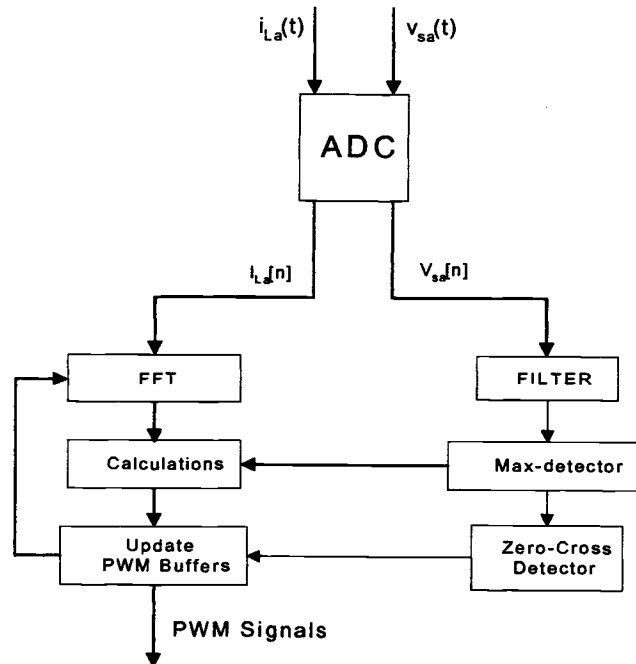 i_La(t) v_sa(t)
ADC
I_La[n] V_sa[n]
FFT FILTER
Calculations Max-detector
Update
PWM Buffers
Zero-Cross
Detector
PWM Signals